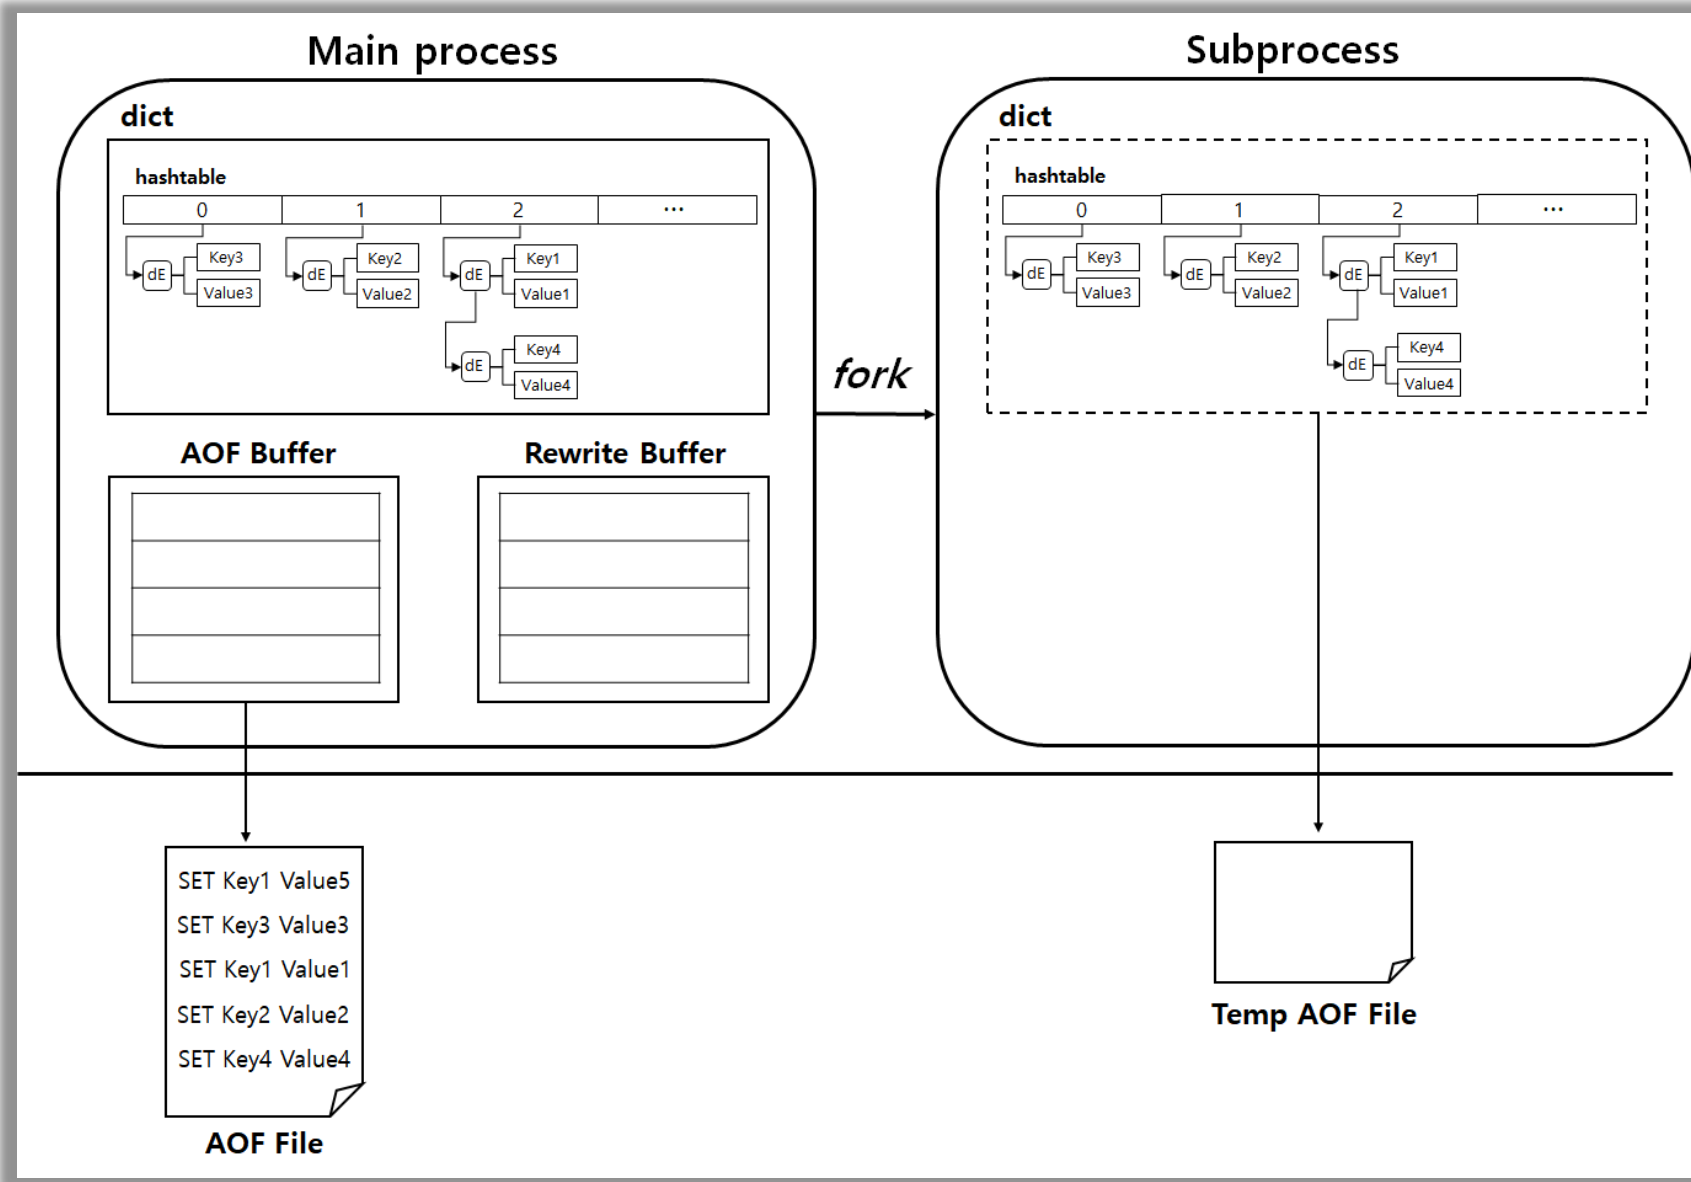 Main process
dict
hashtable
0 1 2 ...
dE Key3 Value3
dE Key2 Value2
dE Key1 Value1
dE Key4 Value4
AOF Buffer
Rewrite Buffer
fork
Subprocess
dict
hashtable
0 1 2 ...
dE Key3 Value3
dE Key2 Value2
dE Key1 Value1
dE Key4 Value4
SET Key1 Value5
SET Key3 Value3
SET Key1 Value1
SET Key2 Value2
SET Key4 Value4
AOF File
Temp AOF File